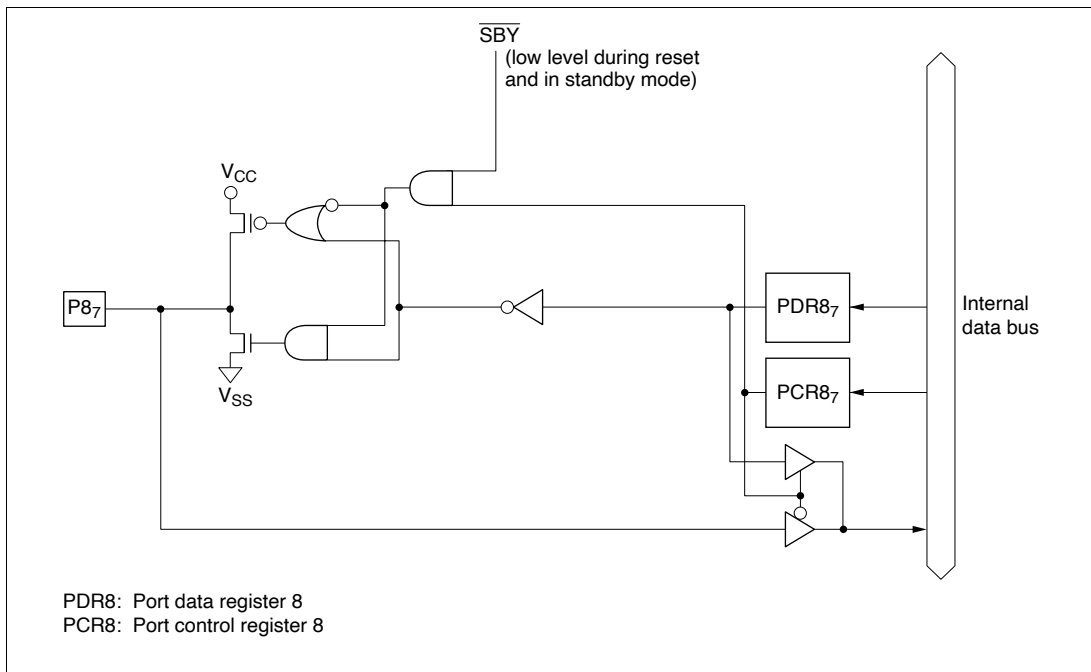 SBY
(low level during reset
and in standby mode)
VCC
P87
PDR87
Internal
data bus
PCR87
VSS
PDR8: Port data register 8
PCR8: Port control register 8